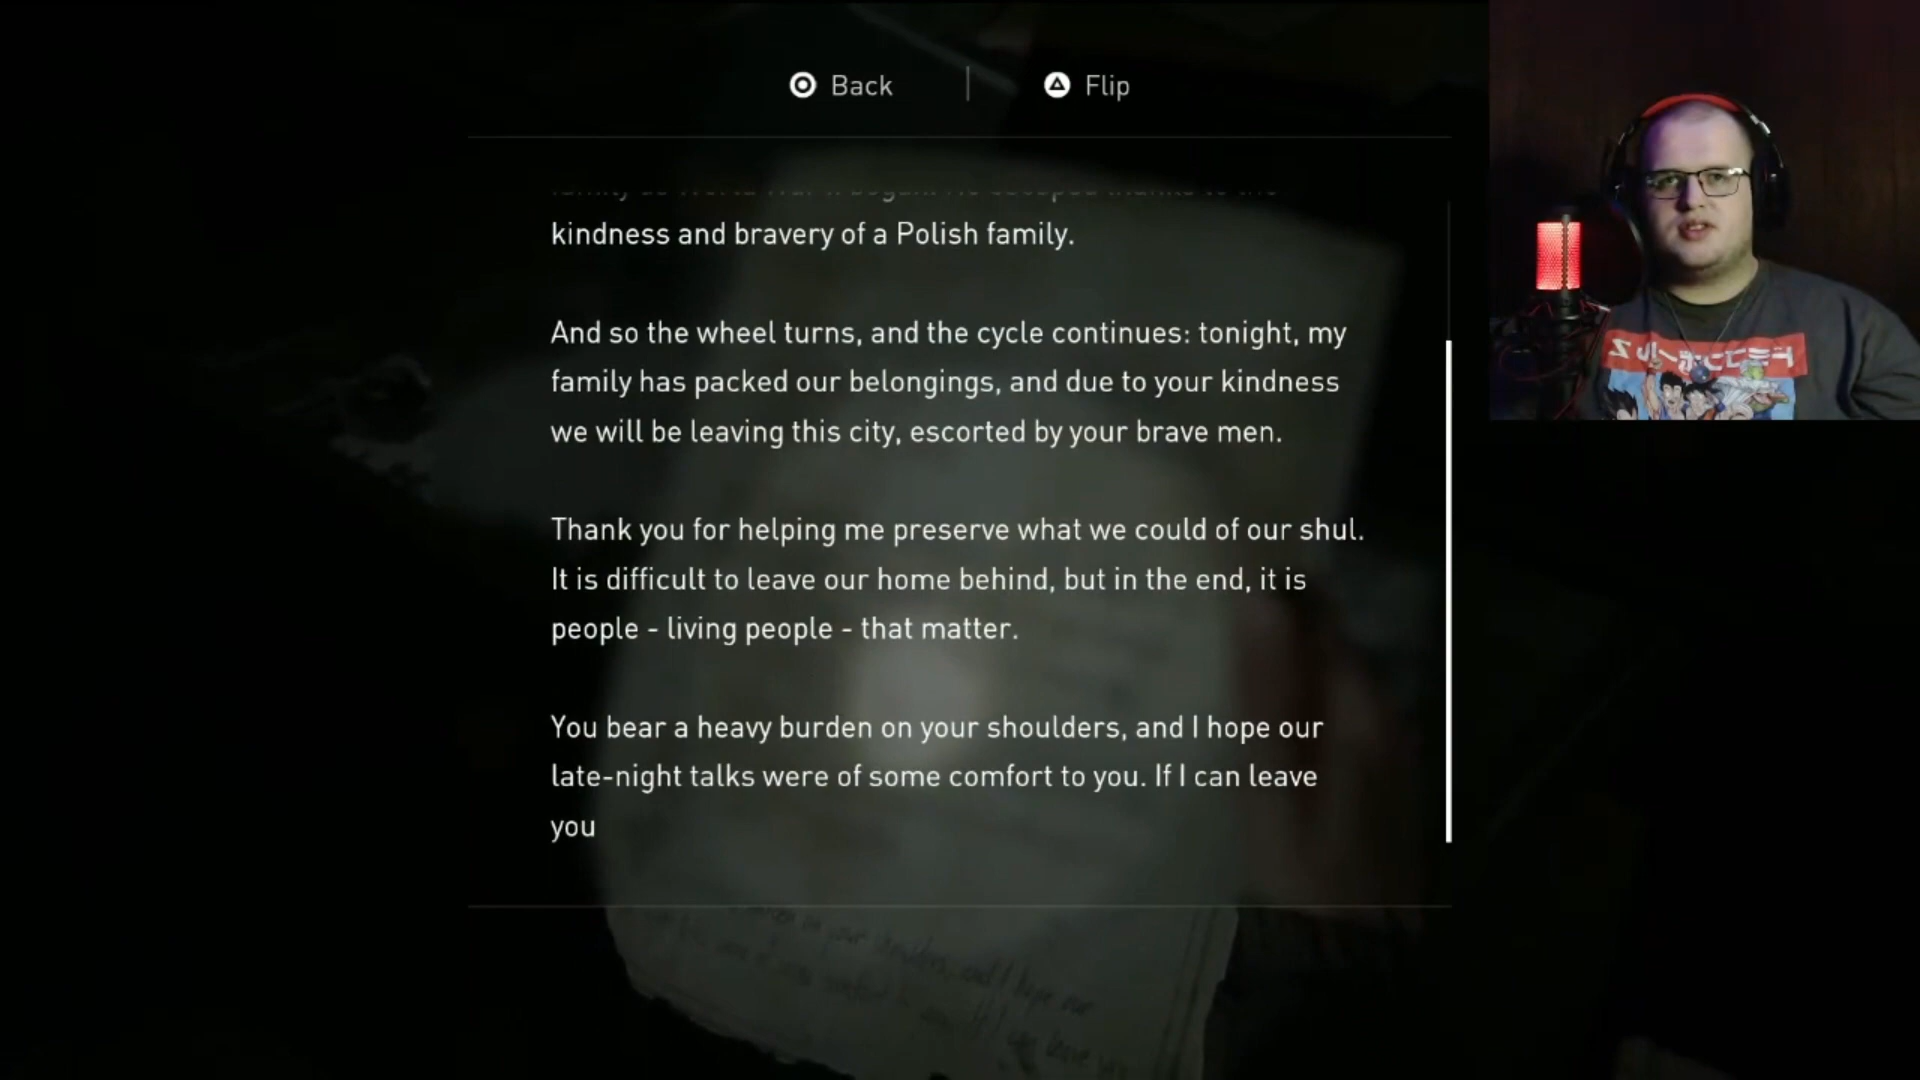 Back | Flip
kindness and bravery of a Polish family.
And so the wheel turns, and the cycle continues: tonight, my
family has packed our belongings, and due to your kindness
we will be leaving this city, escorted by your brave men.
Thank you for helping me preserve what we could of our shul.
It is difficult to leave our home behind, but in the end, it is
people - living people - that matter.
You bear a heavy burden on your shoulders, and I hope our
late-night talks were of some comfort to you. If I can leave
you